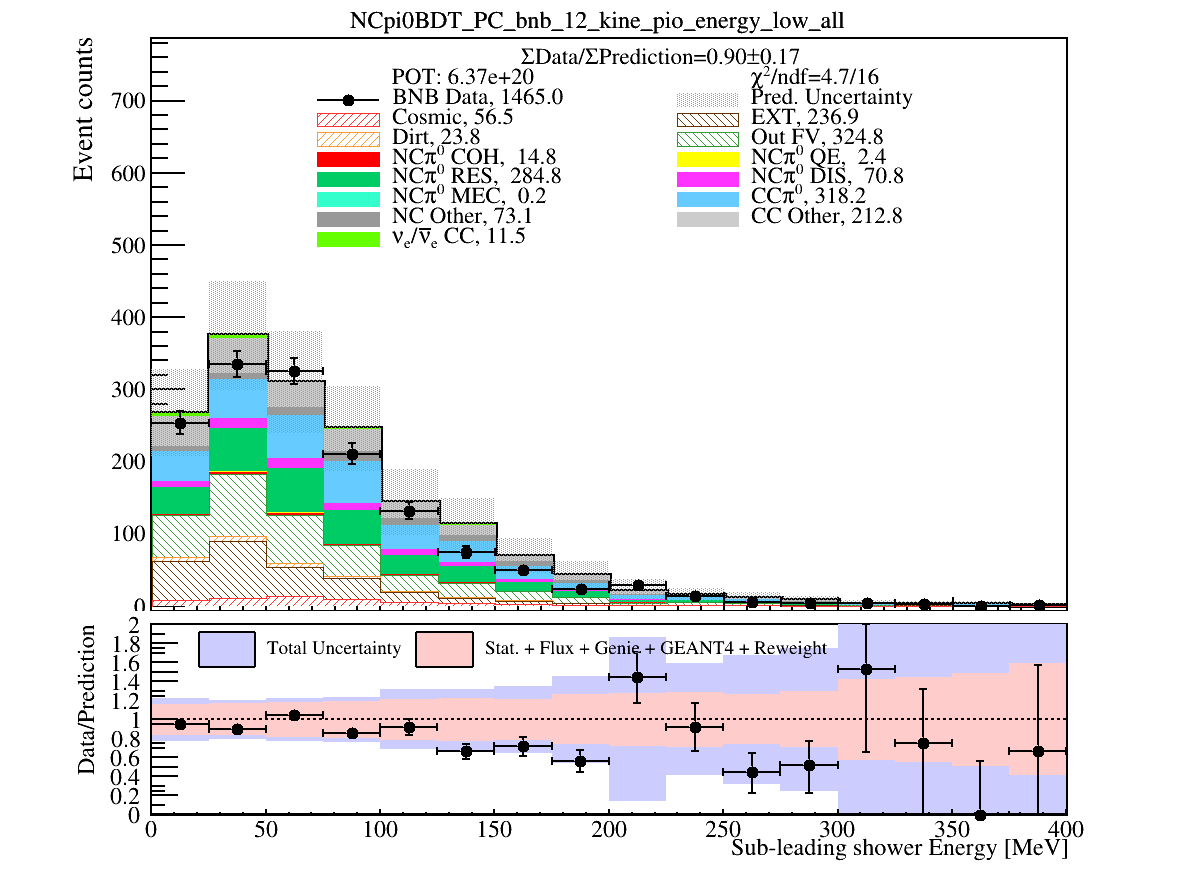 NCpi0BDT_PC_bnb_12_kine_pio_energy_low_all
ΣData/ΣPrediction=0.90±0.17
POT: 6.37e+20
χ²/ndf=4.7/16
BNB Data, 1465.0
Pred. Uncertainty
Cosmic, 56.5
EXT, 236.9
Dirt, 23.8
Out FV, 324.8
NCπ⁰ COH, 14.8
NCπ⁰ QE, 2.4
NCπ⁰ RES, 284.8
NCπ⁰ DIS, 70.8
NCπ⁰ MEC, 0.2
CCπ⁰, 318.2
NC Other, 73.1
CC Other, 212.8
νₑ/ν̅ₑ CC, 11.5
Event counts
700
600
500
400
300
200
100
0
Total Uncertainty
Stat. + Flux + Genie + GEANT4 + Reweight
Data/Prediction
2
1.8
1.6
1.4
1.2
1
0.8
0.6
0.4
0.2
0
0 50 100 150 200 250 300 350 400
Sub-leading shower Energy [MeV]